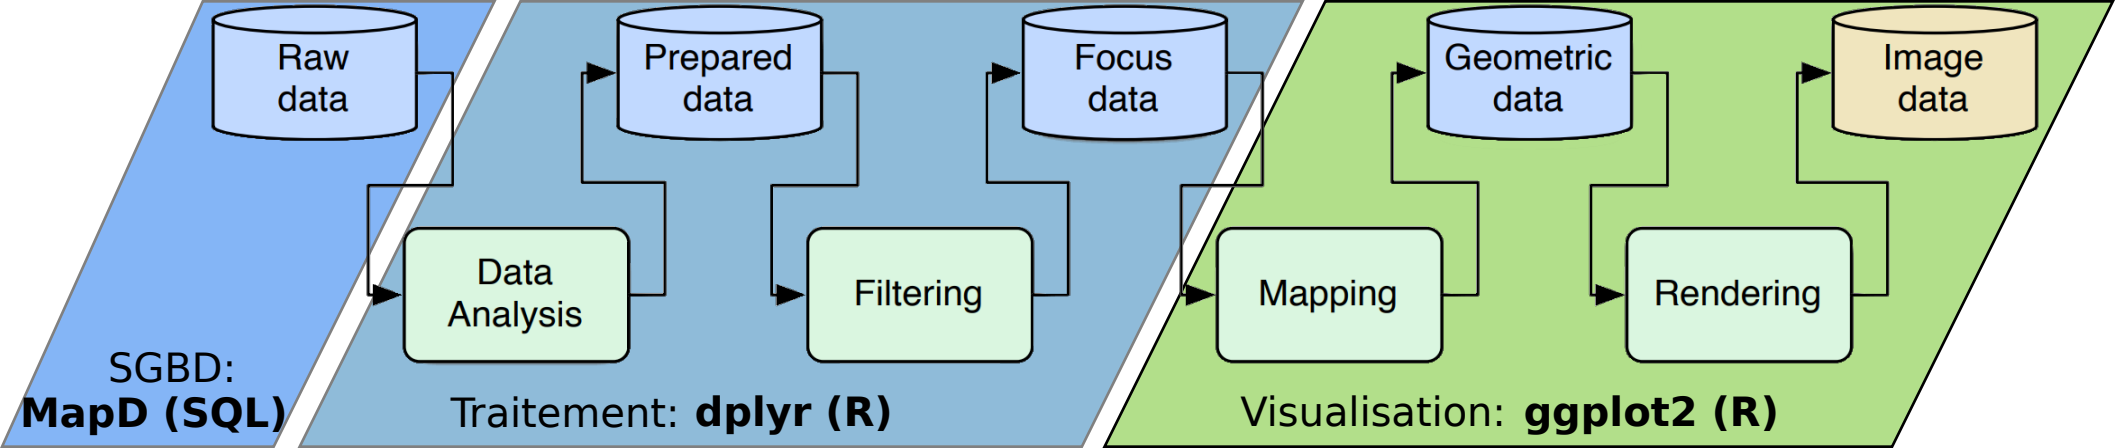 Raw
data
Prepared
data
Focus
data
Geometric
data
Image
data
Data
Analysis
Filtering
Mapping
Rendering
SGBD:
MapD (SQL)
Traitement: dplyr (R)
Visualisation: ggplot2 (R)